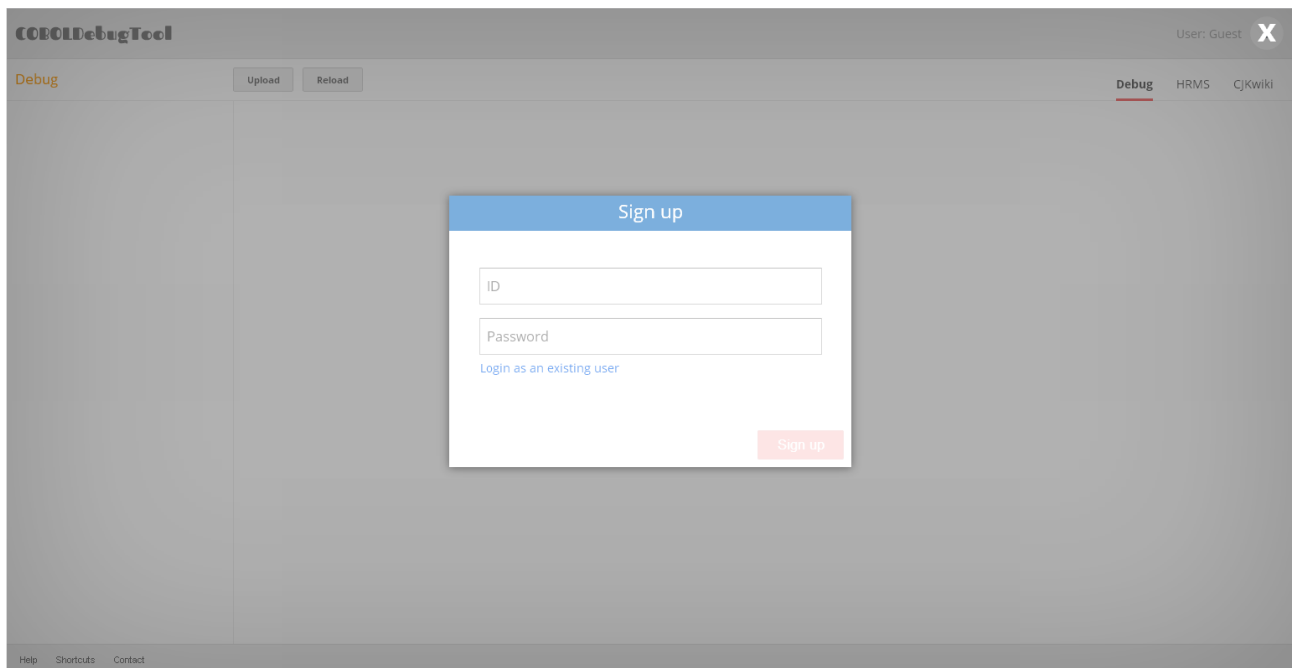 COBOLDebugTool
User: Guest X
Debug
Upload Reload
Debug HRMS CJKwiki
Sign up
ID
Password
Login as an existing user
Sign up
Help Shortcuts Contact